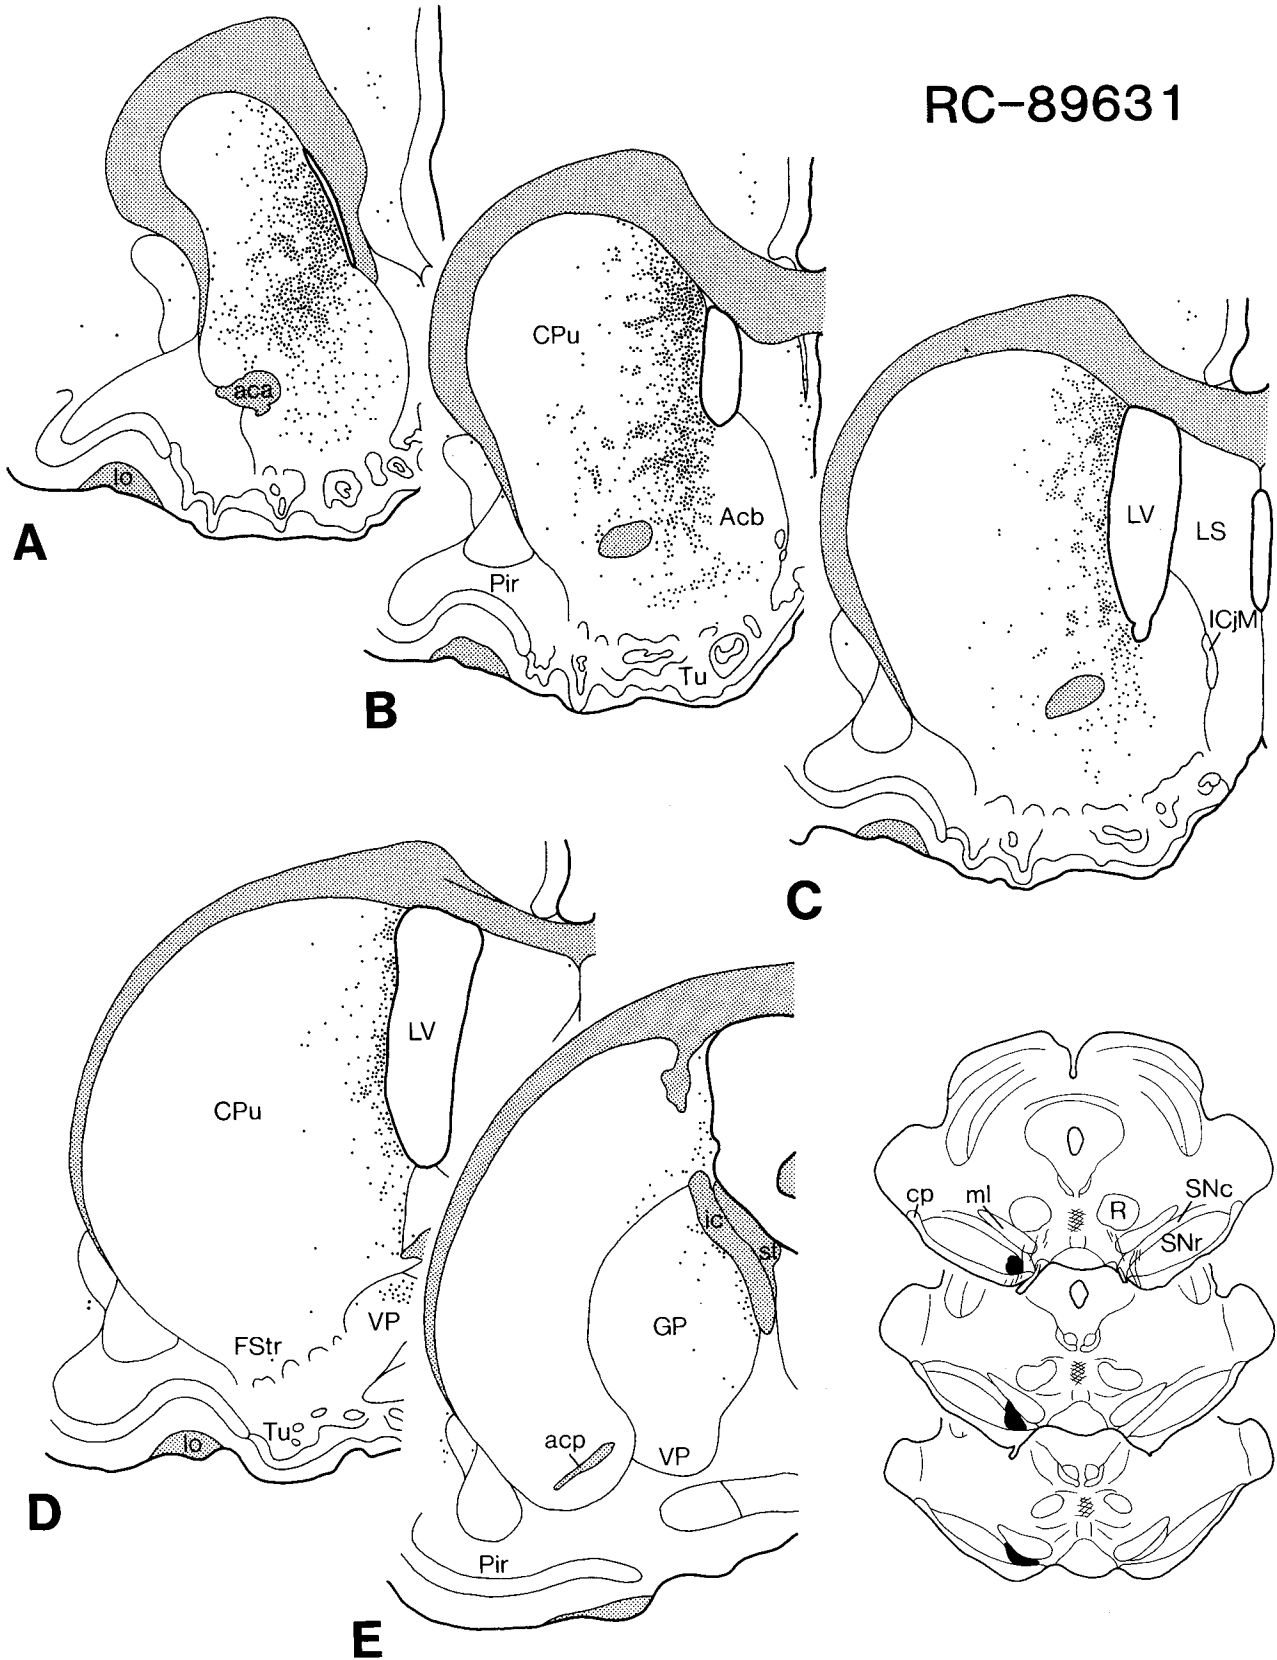 RC-89631
aca
lo
A
CPu
Acb
Pir
Tu
B
LV
LS
ICjM
C
LV
CPu
VP
FStr
Tu
lo
D
ic
st
GP
acp
VP
Pir
E
cp
ml
R
SNc
SNr